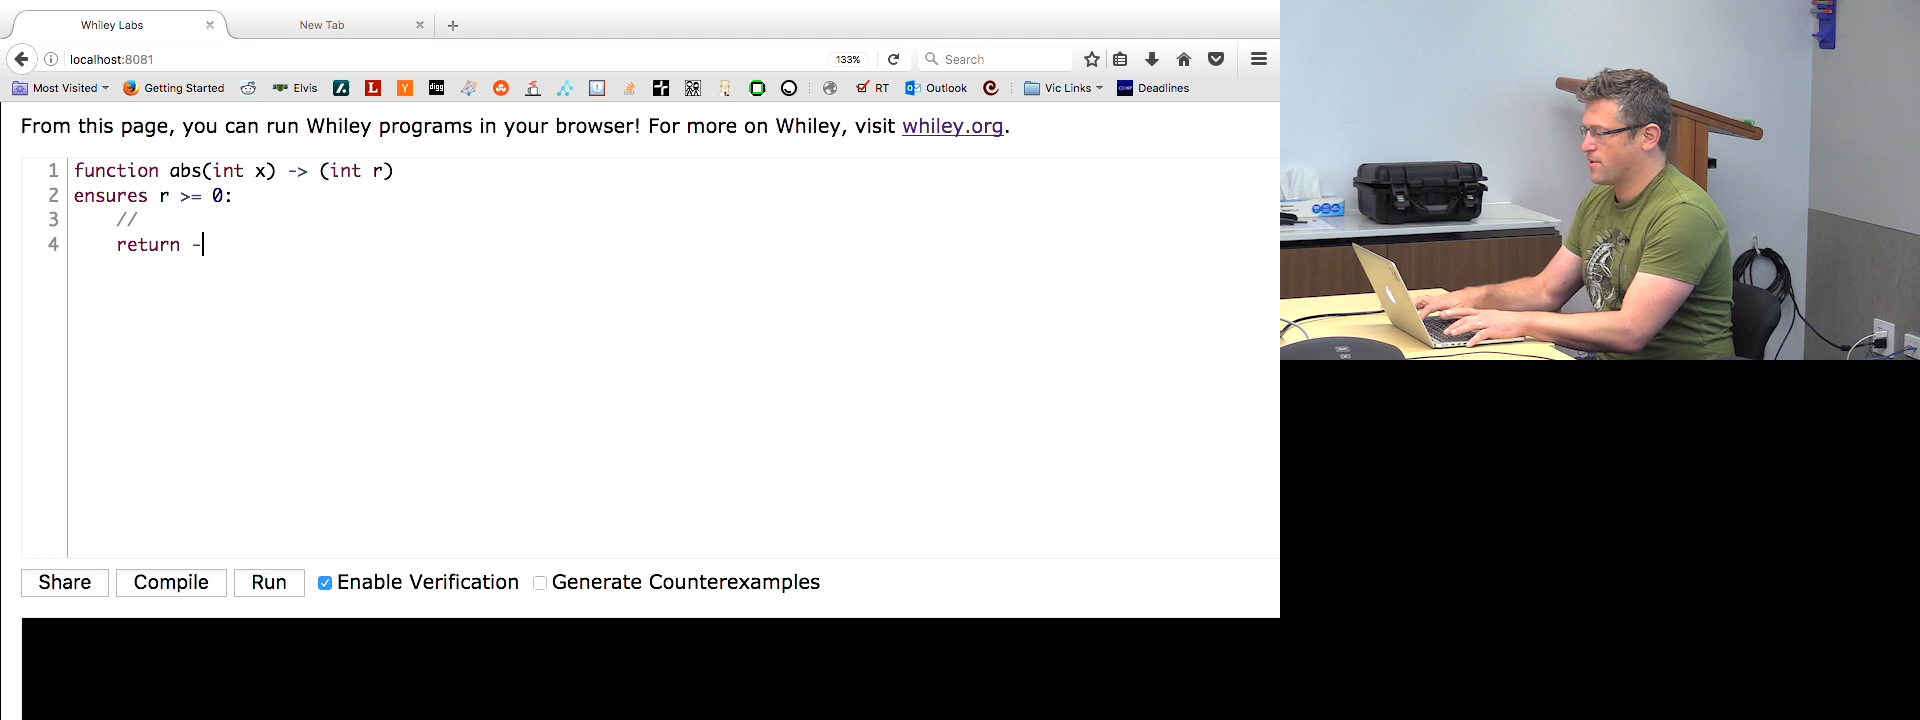 Whiley Labs
New Tab
localhost:8081
133%
Search
Most Visited
Getting Started
Elvis
digg
RT
Outlook
Vic Links
Deadlines
From this page, you can run Whiley programs in your browser! For more on Whiley, visit whiley.org.
1 function abs(int x) -> (int r)
2 ensures r >= 0:
3 //
4 return -
Share
Compile
Run
Enable Verification
Generate Counterexamples